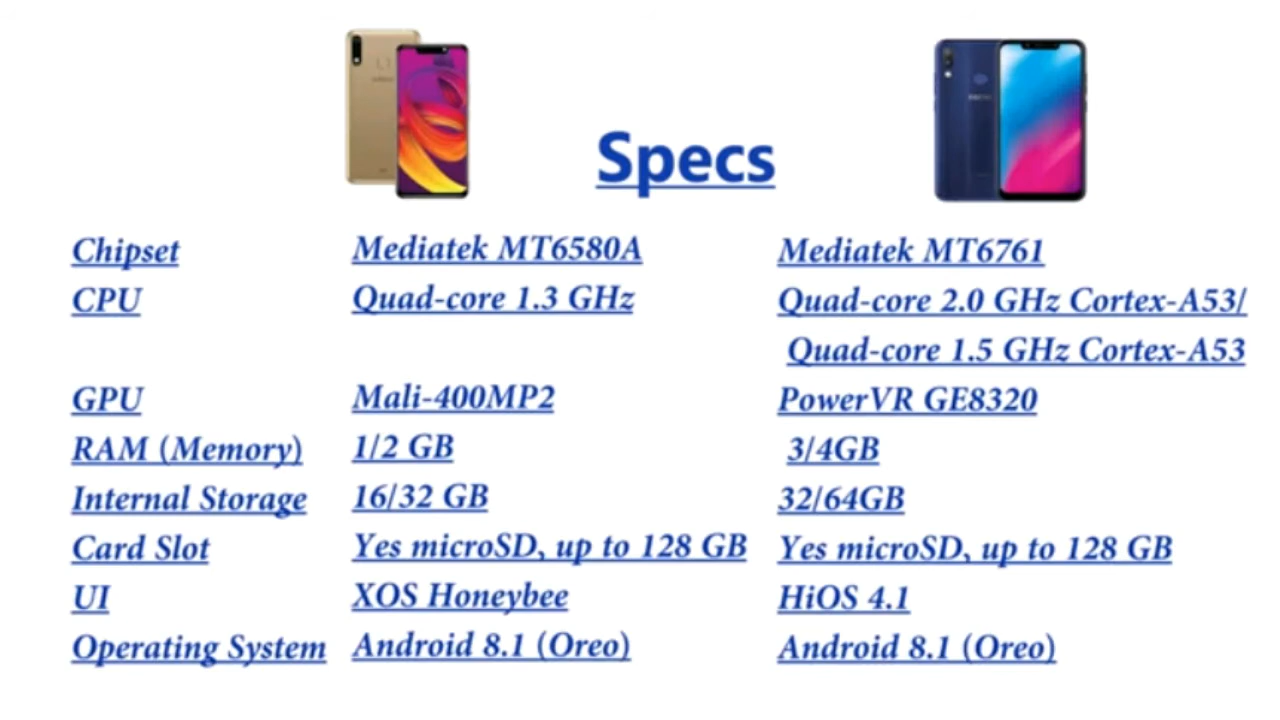 Specs
Chipset Mediatek MT6580A Mediatek MT6761
CPU Quad-core 1.3 GHz Quad-core 2.0 GHz Cortex-A53/
Quad-core 1.5 GHz Cortex-A53
GPU Mali-400MP2 PowerVR GE8320
RAM (Memory) 1/2 GB 3/4GB
Internal Storage 16/32 GB 32/64GB
Card Slot Yes microSD, up to 128 GB Yes microSD, up to 128 GB
UI XOS Honeybee HiOS 4.1
Operating System Android 8.1 (Oreo) Android 8.1 (Oreo)